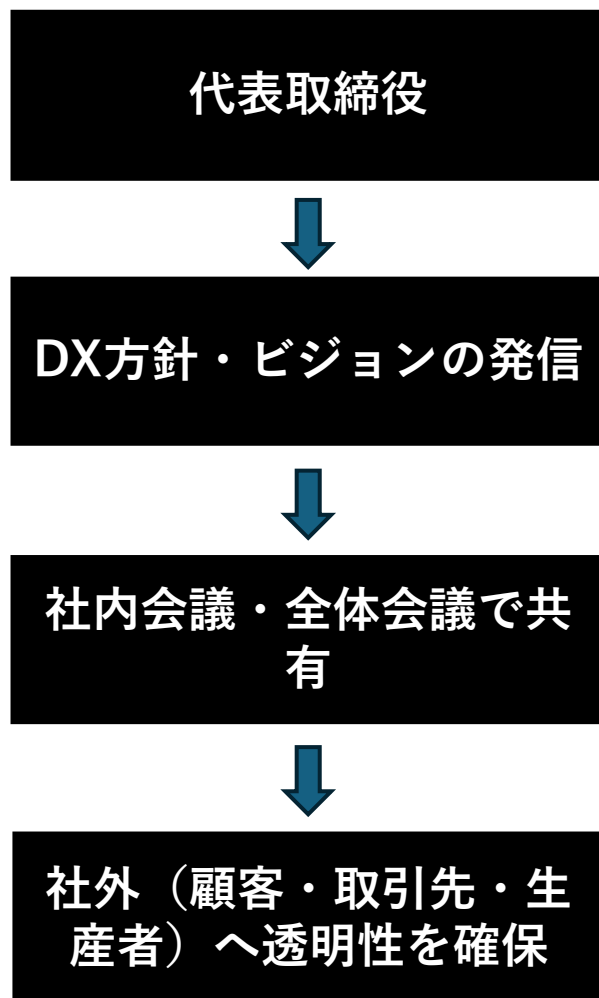 代表取締役
DX方針・ビジョンの発信
社内会議・全体会議で共
有
社外（顧客・取引先・生
産者）へ透明性を確保